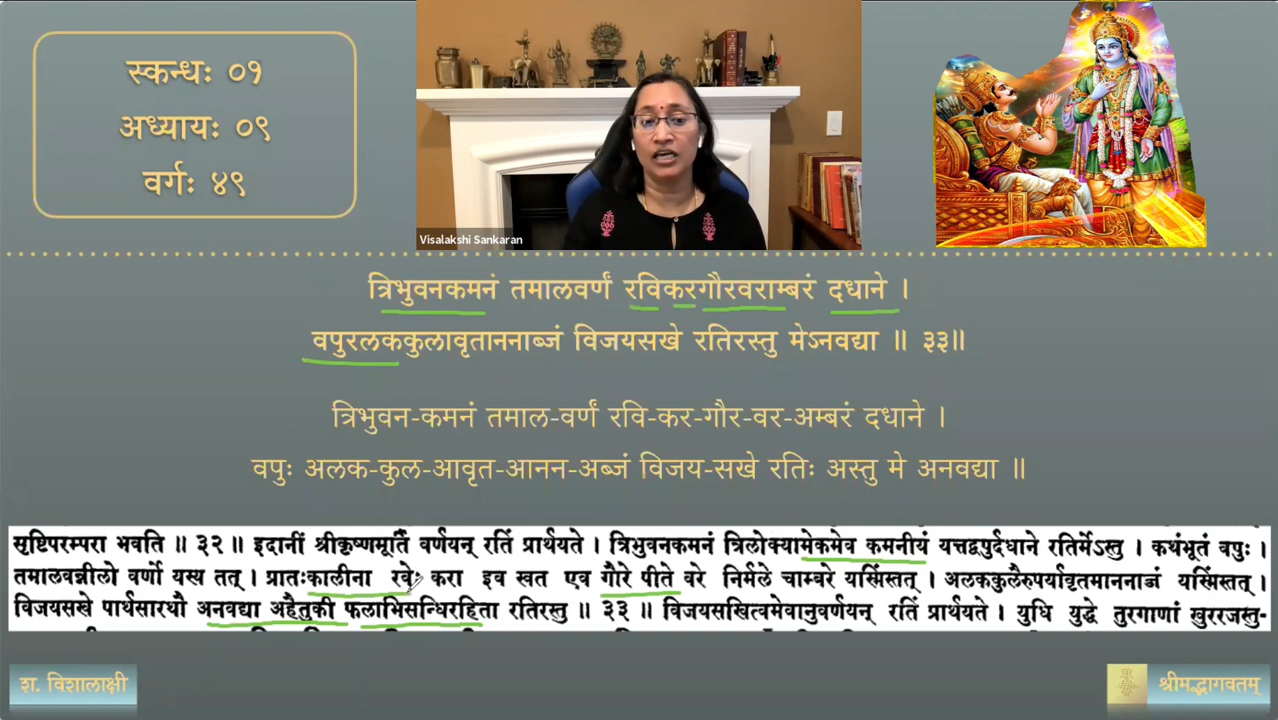 स्कन्धः ०१
अध्यायः ०९
वर्गः ४९
Visalakshi Sankaran
त्रिभुवनकमनं तमालवर्णं रविकरगौरवराम्बरं दधाने ।
वपुरलककुलावृताननाब्जं विजयसखे रतिरस्तु मेऽनवद्या ॥ ३३॥
त्रिभुवन-कमनं तमाल-वर्णं रवि-कर-गौर-वर-अम्बरं दधाने ।
वपुः अलक-कुल-आवृत-आनन-अब्जं विजय-सखे रतिः अस्तु मे अनवद्या ॥
सृष्टिपरम्परा भवति ॥ ३२ ॥ इदानीं श्रीकृष्णमूर्तिं वर्णयन् रतिं प्रार्थयते । त्रिभुवनकमनं त्रिलोक्यामेकमेव कमनीयं यत्तद्वपुर्दधाने रतिर्मेऽस्तु । कथंभूतं वपुः।
तमालवन्नीलो वर्णो यस्य तत् । प्रातःकालीना रवेः करा इव स्वत एव गौरे पीते वरे निर्मले चाम्बरे यस्मिंस्तत् । अलककुलैरुपर्यावृतमाननाब्जं यस्मिंस्तत् ।
विजयसखे पार्थसारथौ अनवद्या अहैतुकी फलाभिसन्धिरहिता रतिरस्तु ॥ ३३ ॥ विजयसखित्वमेवानुवर्णयन् रतिं प्रार्थयते । युधि युद्धे तुरगाणां खुररजस्तु-
श. विशालाक्षी
श्रीमद्भागवतम्